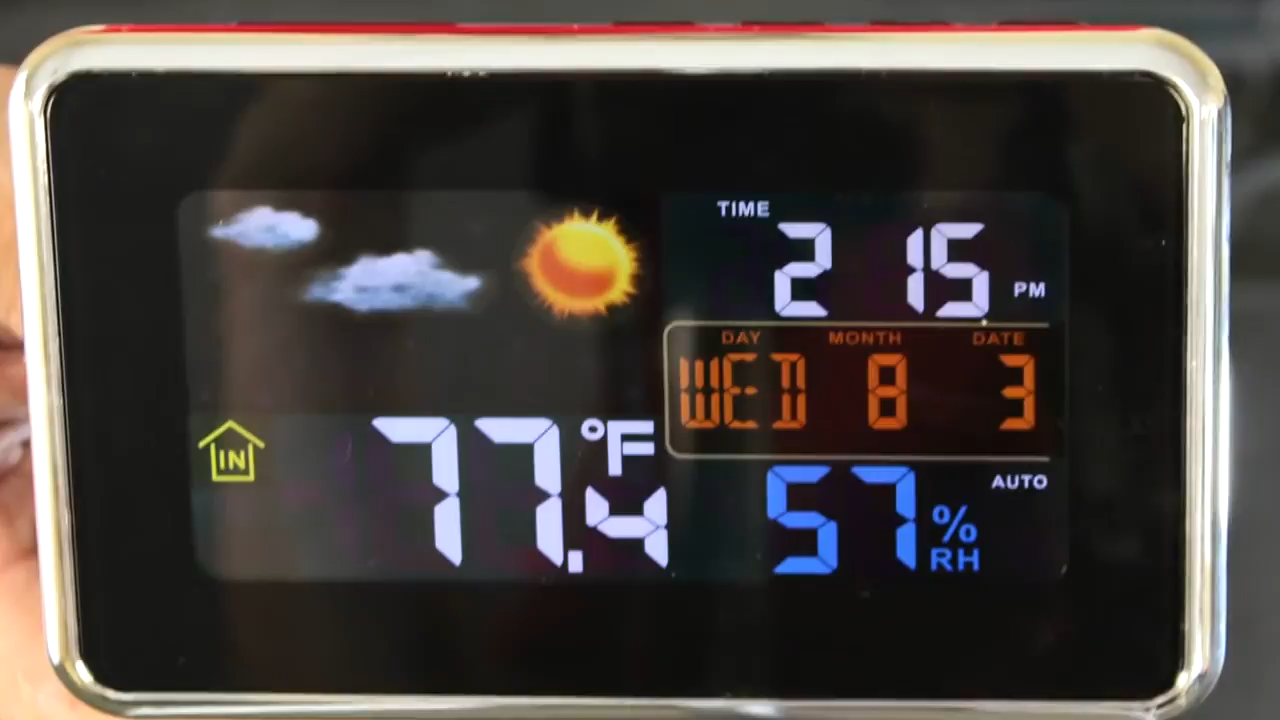 TIME
2 15 PM
DAY MONTH DATE
WED 8 3
IN 77.4 °F
57 % RH AUTO